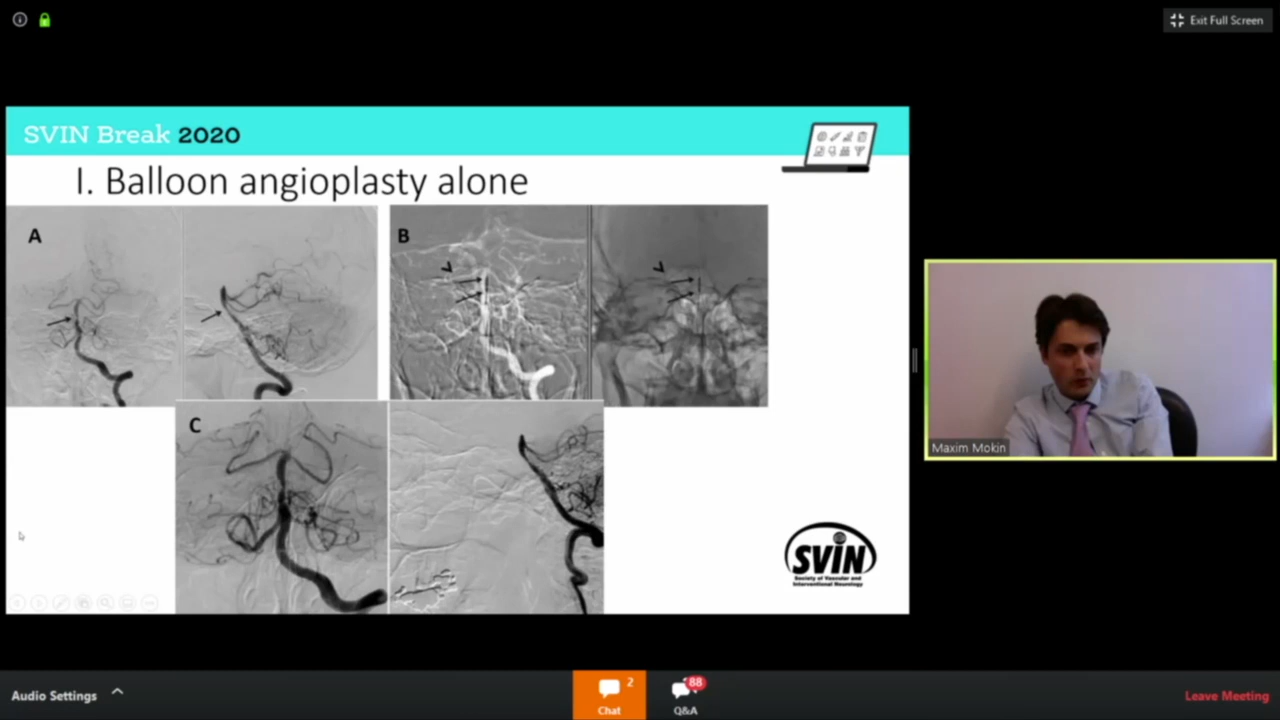 Exit Full Screen
SVIN Break 2020
I. Balloon angioplasty alone
A
B
C
Maxim Mokin
SVIN
Society of Vascular and
Interventional Neurology
Audio Settings
2
Chat
88
Q&A
Leave Meeting